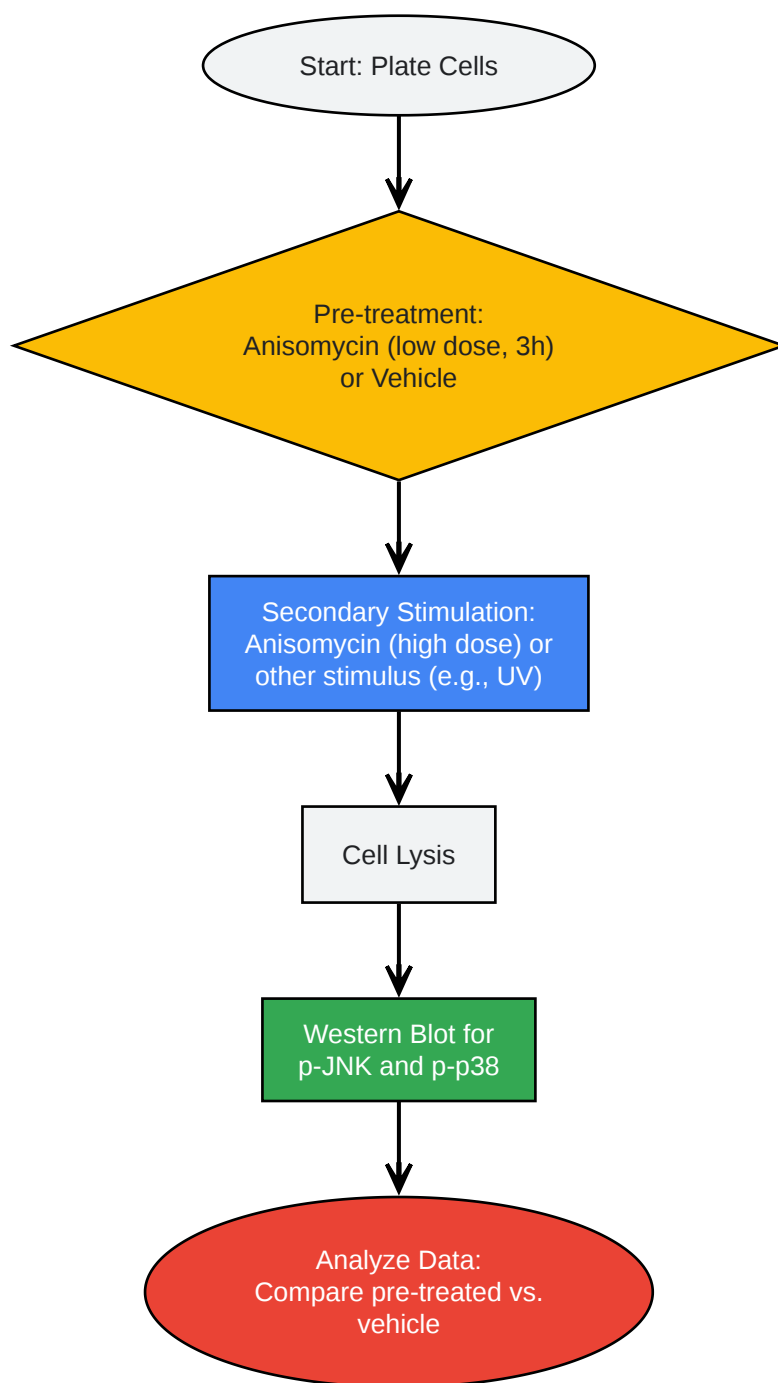 Start: Plate Cells
Pre-treatment:
Anisomycin (low dose, 3h)
or Vehicle
Secondary Stimulation:
Anisomycin (high dose) or
other stimulus (e.g., UV)
Cell Lysis
Western Blot for
p-JNK and p-p38
Analyze Data:
Compare pre-treated vs.
vehicle